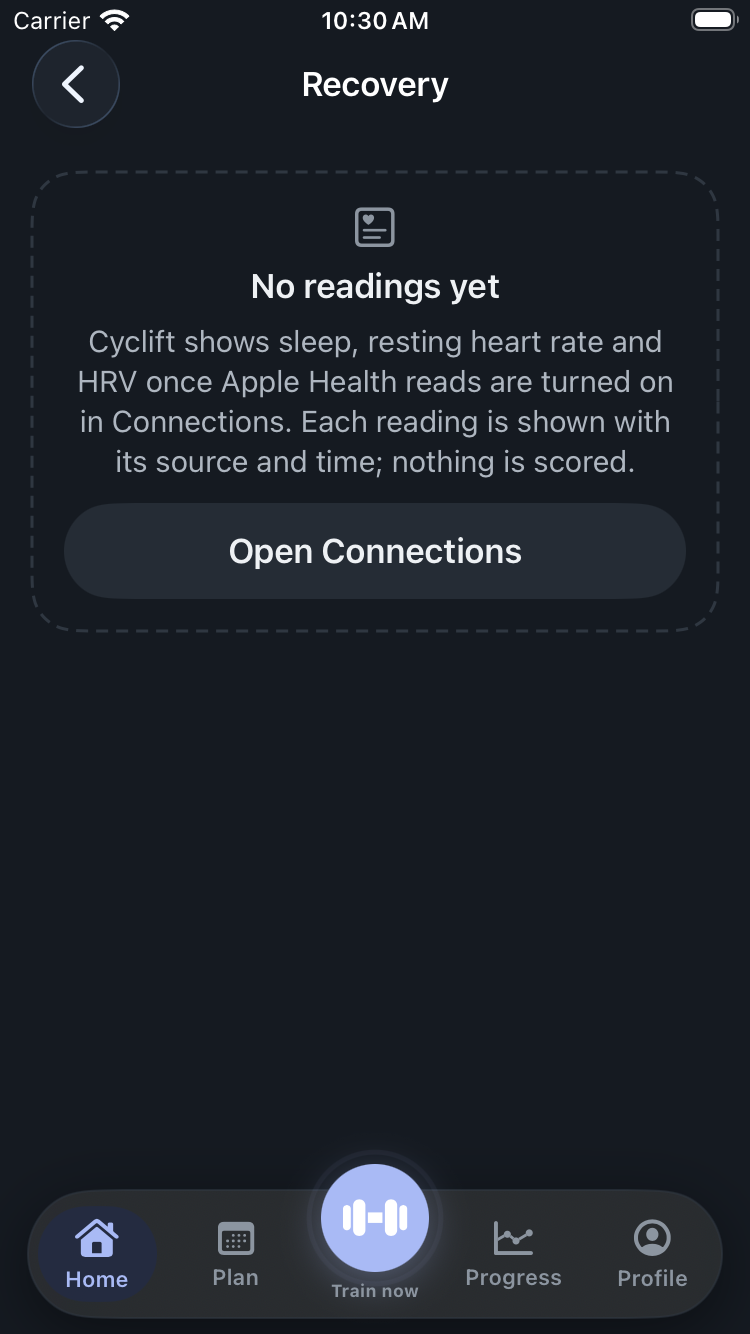 Carrier 10:30 AM
Recovery
No readings yet
Cyclift shows sleep, resting heart rate and
HRV once Apple Health reads are turned on
in Connections. Each reading is shown with
its source and time; nothing is scored.
Open Connections
Home Plan Train now Progress Profile